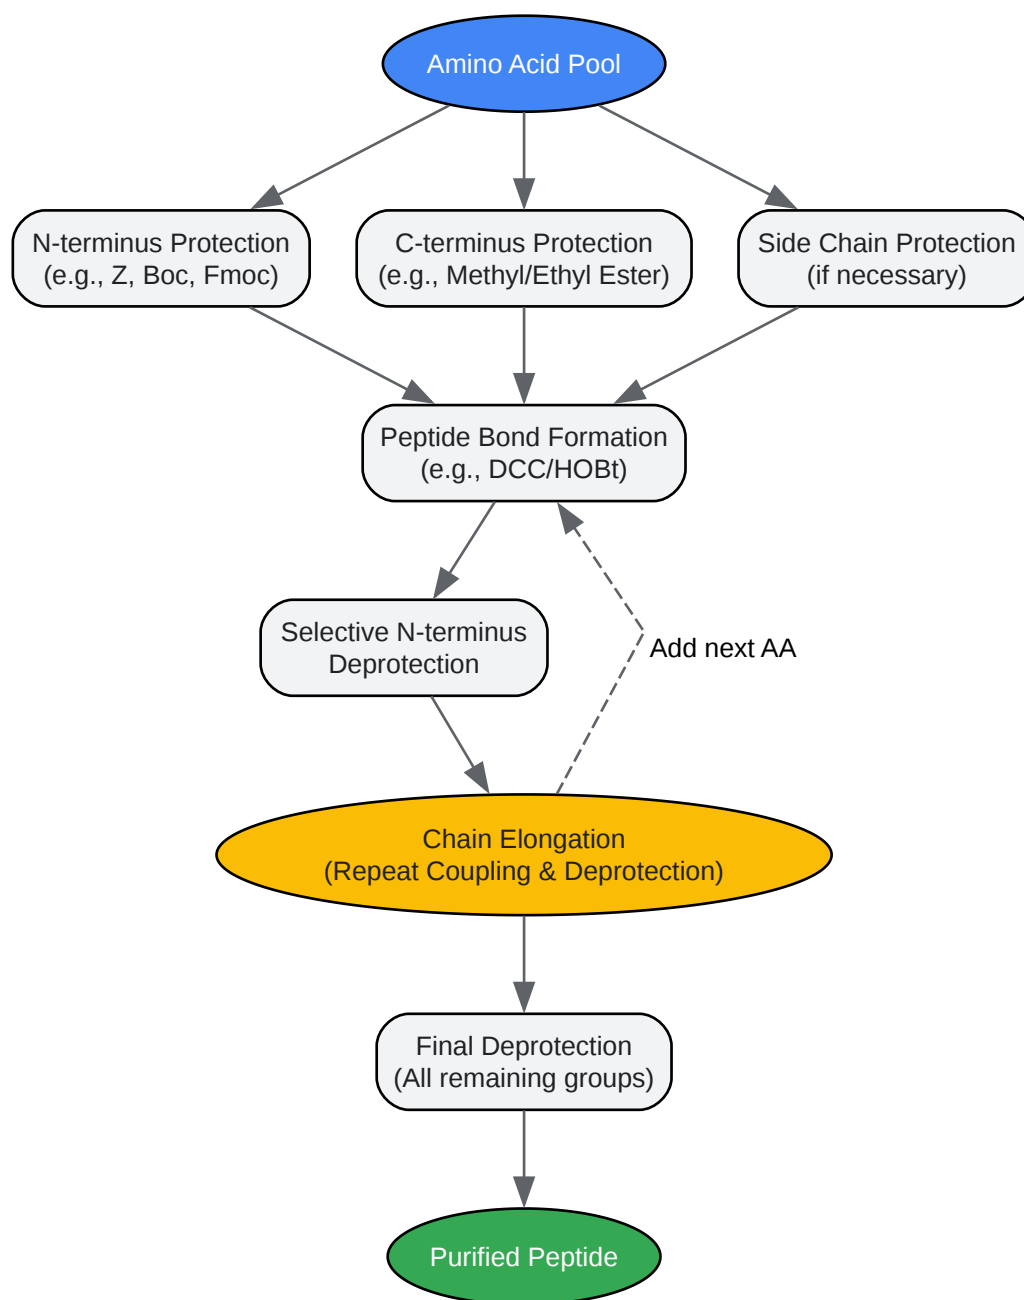 Amino Acid Pool
N-terminus Protection
(e.g., Z, Boc, Fmoc)
C-terminus Protection
(e.g., Methyl/Ethyl Ester)
Side Chain Protection
(if necessary)
Peptide Bond Formation
(e.g., DCC/HOBt)
Selective N-terminus
Deprotection
Add next AA
Chain Elongation
(Repeat Coupling & Deprotection)
Final Deprotection
(All remaining groups)
Purified Peptide